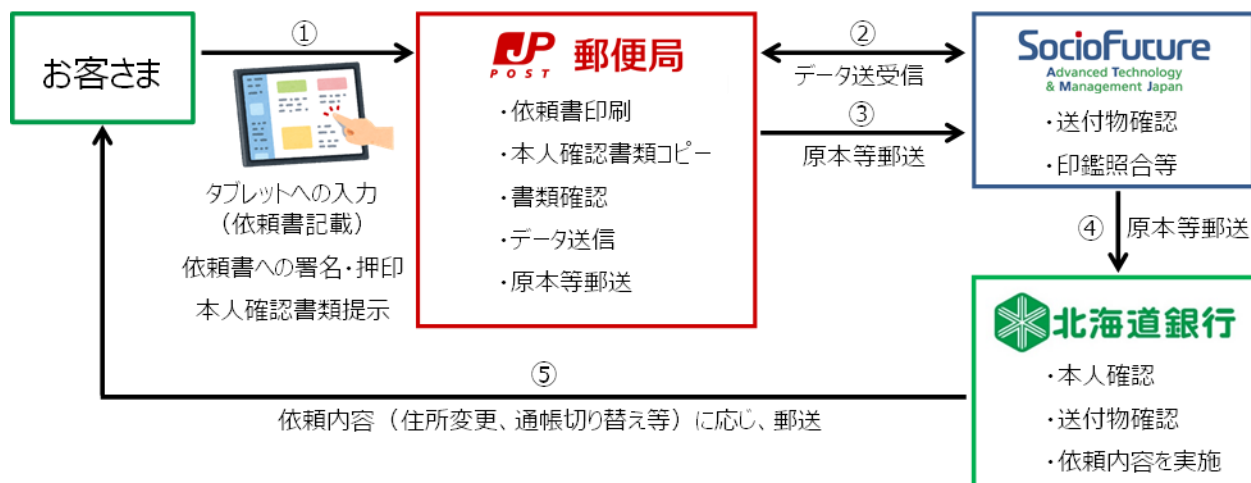 お客さま
①
タブレットへの入力
（依頼書記載）
依頼書への署名・押印
本人確認書類提示
JP
POST
郵便局
・依頼書印刷
・本人確認書類コピー
・書類確認
・データ送信
・原本等郵送
②
データ送受信
③
原本等郵送
SocioFuture
Advanced Technology
& Management Japan
・送付物確認
・印鑑照合等
④
原本等郵送
北海道銀行
・本人確認
・送付物確認
・依頼内容を実施
⑤
依頼内容（住所変更、通帳切り替え等）に応じ、郵送